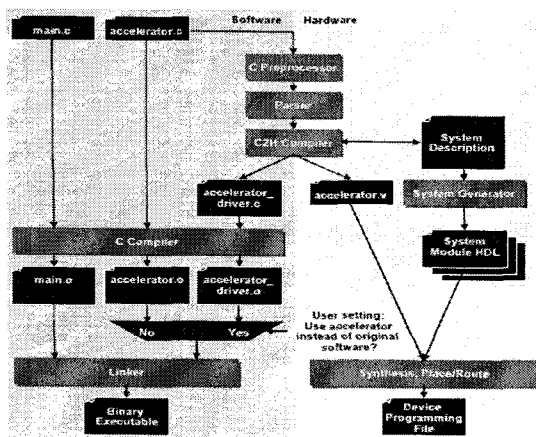 Software Hardware
main.c
accelerator.c
C Preprocessor
Parser
C2H Compiler
System
Description
accelerator_
driver.c
accelerator.v
System Generator
C Compiler
System
Module HDL
main.o
accelerator.o
accelerator_
driver.o
No
Yes
User setting:
Use accelerator
instead of original
software?
Linker
Synthesis, Place/Route
Binary
Executable
Device
Programming
File